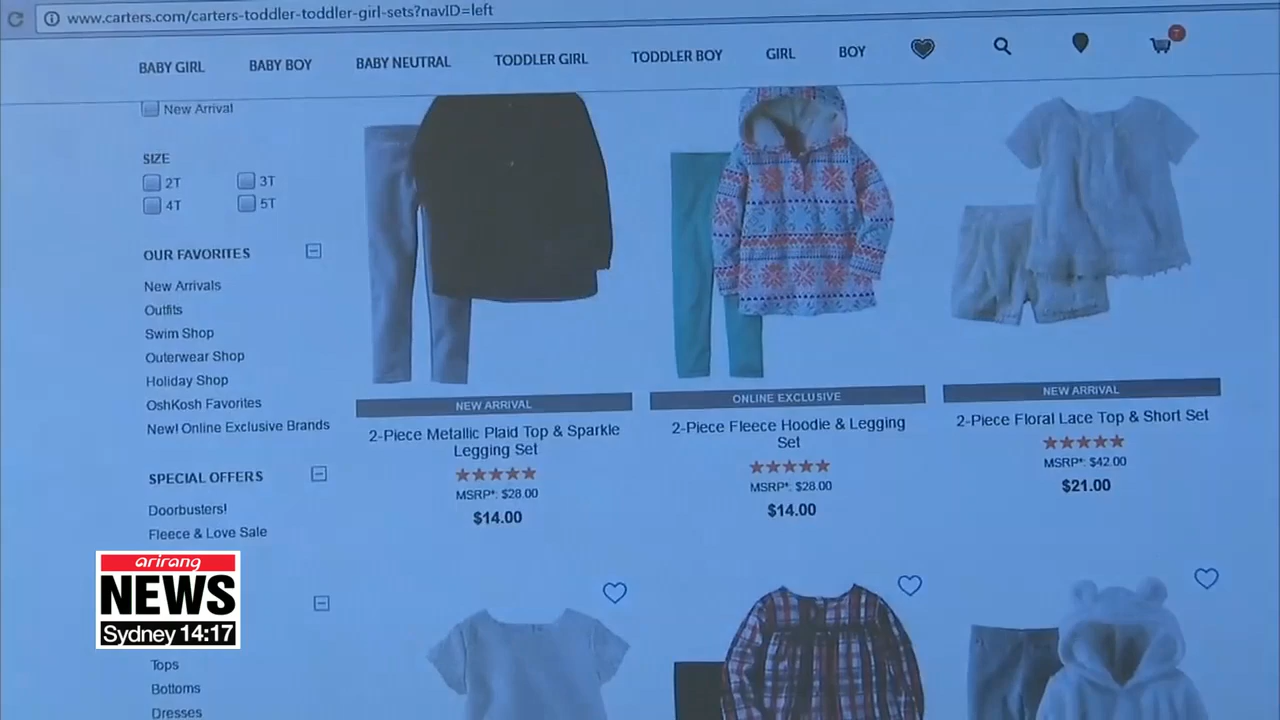 www.carters.com/carters-toddler-toddler-girl-sets?navID=left
BABY GIRL BABY BOY BABY NEUTRAL TODDLER GIRL TODDLER BOY GIRL BOY
7
New Arrival
SIZE
2T 3T
4T 5T
OUR FAVORITES
New Arrivals
Outfits
Swim Shop
Outerwear Shop
Holiday Shop
OshKosh Favorites
New! Online Exclusive Brands
SPECIAL OFFERS
Doorbusters!
Fleece & Love Sale
Tops
Bottoms
Dresses
NEW ARRIVAL
2-Piece Metallic Plaid Top & Sparkle
Legging Set
MSRP*: $28.00
$14.00
ONLINE EXCLUSIVE
2-Piece Fleece Hoodie & Legging
Set
MSRP*: $28.00
$14.00
NEW ARRIVAL
2-Piece Floral Lace Top & Short Set
MSRP*: $42.00
$21.00
arirang
NEWS
Sydney 14:17